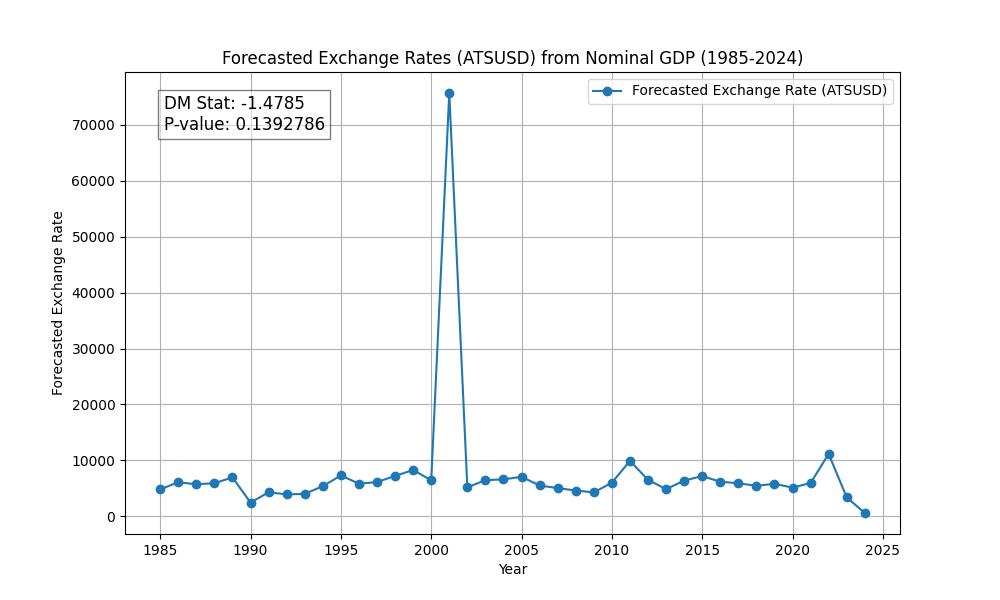 Forecasted Exchange Rates (ATSUSD) from Nominal GDP (1985-2024)
DM Stat: -1.4785
P-value: 0.1392786
Forecasted Exchange Rate (ATSUSD)
Forecasted Exchange Rate
70000
60000
50000
40000
30000
20000
10000
0
1985 1990 1995 2000 2005 2010 2015 2020 2025
Year